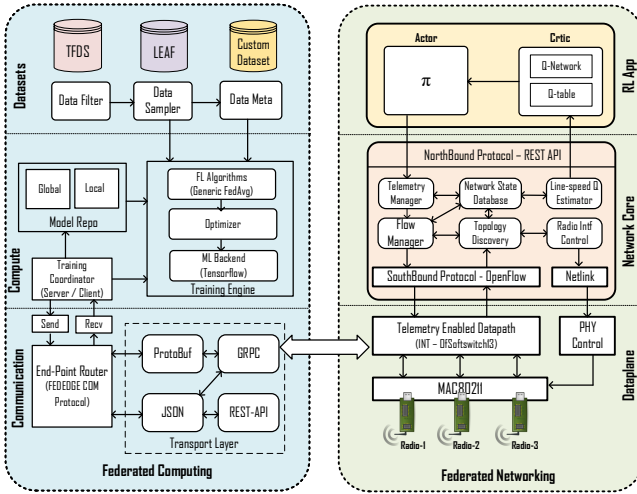 TFDS
LEAF
Custom
Dataset
Datasets
Data Filter
Data
Sampler
Data Meta
Compute
Global
Local
Model Repo
FL Algorithms
(Generic FedAvg)
Optimizer
ML Backend
(Tensorflow)
Training Engine
Training
Coordinator
(Server / Client)
Send
Recv
Communication
End-Point Router
(FEDEDGE COM
Protocol)
ProtoBuf
GRPC
JSON
REST-API
Transport Layer
Federated Computing
Actor
π
Crtic
Q-Network
Q-table
RL App
NorthBound Protocol – REST API
Telemetry
Manager
Network State
Database
Line-speed Q
Estimator
Flow
Manager
Topology
Discovery
Radio Intf
Control
SouthBound Protocol - OpenFlow
Netlink
Network Core
Telemetry Enabled Datapath
(INT – OfSoftswitch13)
PHY
Control
MAC80211
Radio-1
Radio-2
Radio-3
Dataplane
Federated Networking